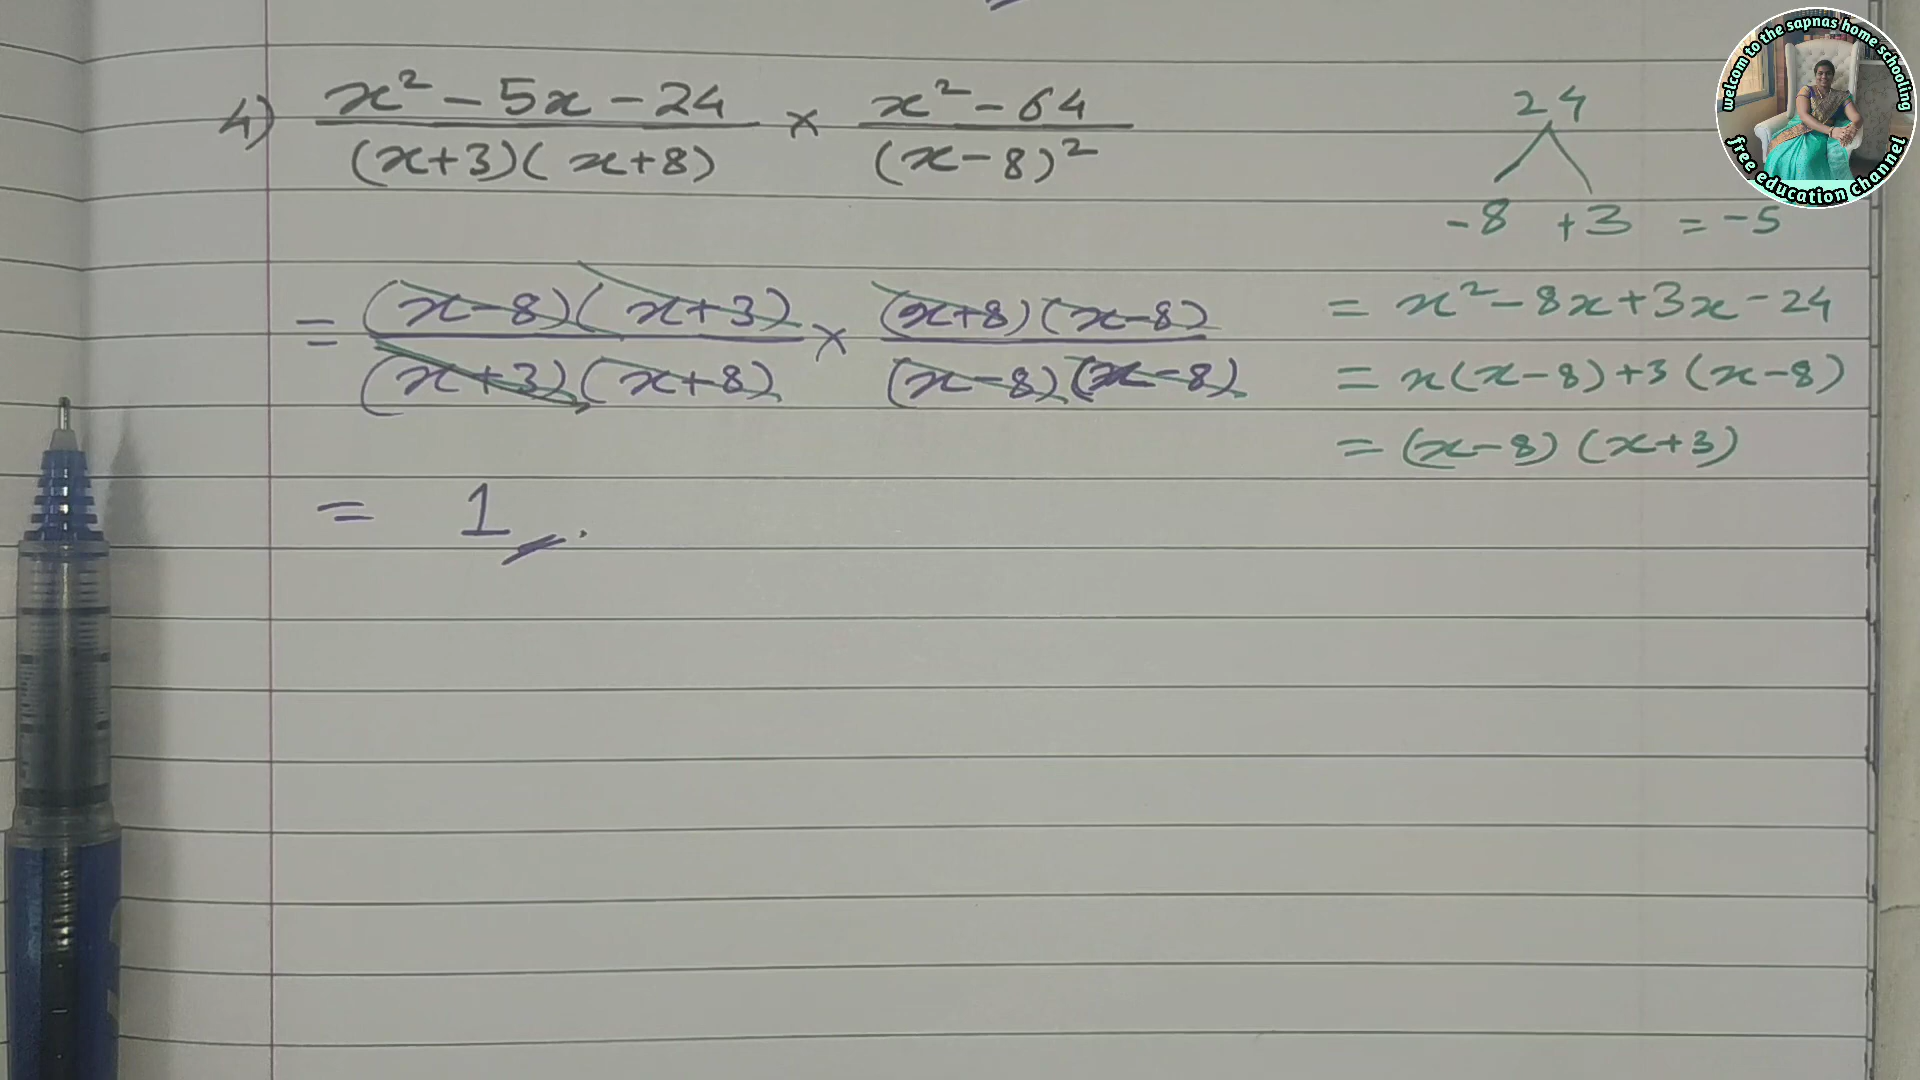 4) x² - 5x - 24 / (x+3)(x+8) × x² - 64 / (x-8)²
= (x-8)(x+3) / (x+3)(x+8) × (x+8)(x-8) / (x-8)(x-8)
= 1
24
-8 +3 = -5
= x² - 8x + 3x - 24
= x(x-8)+3(x-8)
= (x-8)(x+3)
welcom to the sapnas home schooling
free education channel